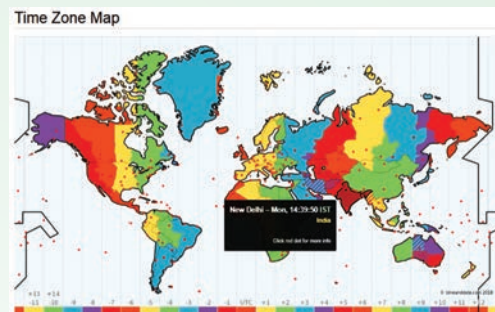 Time Zone Map
New Delhi – Mon, 14:39:50 IST
India
Click red dot for more info
+13 +14
-11 -10 -9 -8 -7 -6 -5 -4 -3 -2 -1 UTC +1 +2 +3 +4 +5 +6 +7 +8 +9 +10 +11 +12